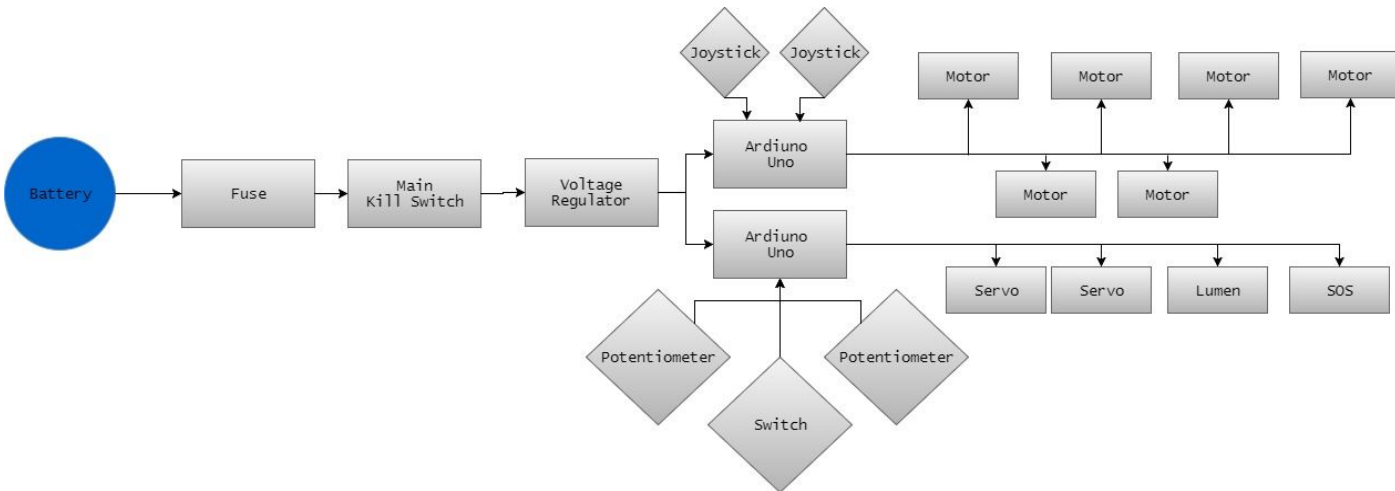 Joystick
Joystick
Motor
Motor
Motor
Motor
Ardiuno
Uno
Battery
Fuse
Main
Kill Switch
Voltage
Regulator
Motor
Motor
Ardiuno
Uno
Servo
Servo
Lumen
SOS
Potentiometer
Potentiometer
Switch